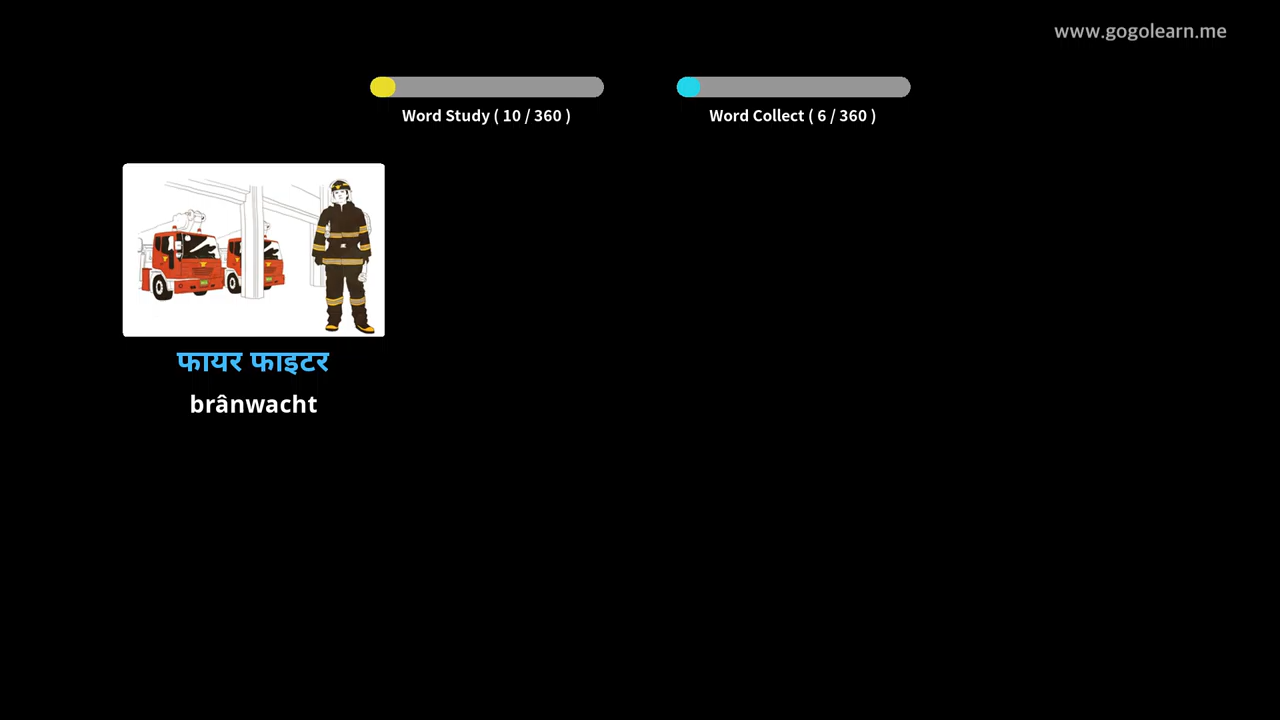 www.gogolearn.me
Word Study ( 10 / 360 )
Word Collect ( 6 / 360 )
फायर फाइटर
brânwacht